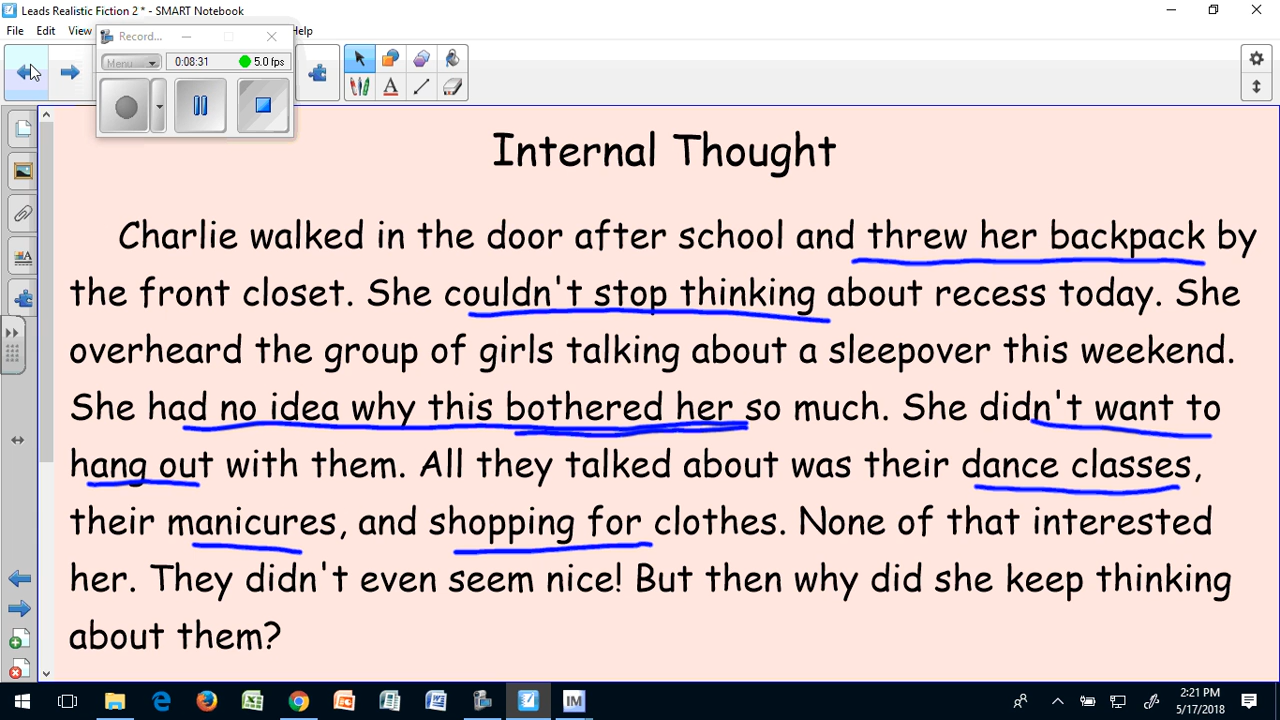 Leads Realistic Fiction 2 * - SMART Notebook
File Edit View Help
Record...
Menu 0:08:31 5.0 fps
A
Internal Thought
Charlie walked in the door after school and threw her backpack by
the front closet. She couldn't stop thinking about recess today. She
overheard the group of girls talking about a sleepover this weekend.
She had no idea why this bothered her so much. She didn't want to
hang out with them. All they talked about was their dance classes,
their manicures, and shopping for clothes. None of that interested
her. They didn't even seem nice! But then why did she keep thinking
about them?
IM
2:21 PM
5/17/2018